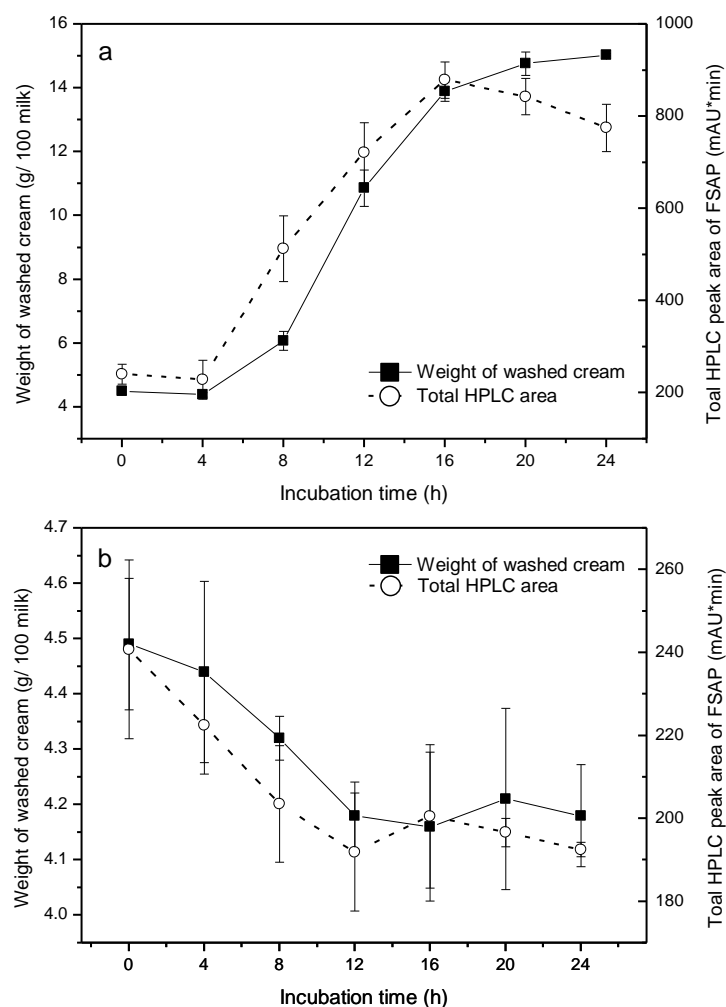 a
16
14
12
10
8
6
4
Weight of washed cream (g/ 100 milk)
1000
800
600
400
200
Toal HPLC peak area of FSAP (mAU*min)
Weight of washed cream
Total HPLC area
0 4 8 12 16 20 24
Incubation time (h)
b
4.7
4.6
4.5
4.4
4.3
4.2
4.1
4.0
Weight of washed cream (g/ 100 milk)
260
240
220
200
180
Toal HPLC peak area of FSAP (mAU*min)
Weight of washed cream
Total HPLC area
0 4 8 12 16 20 24
Incubation time (h)